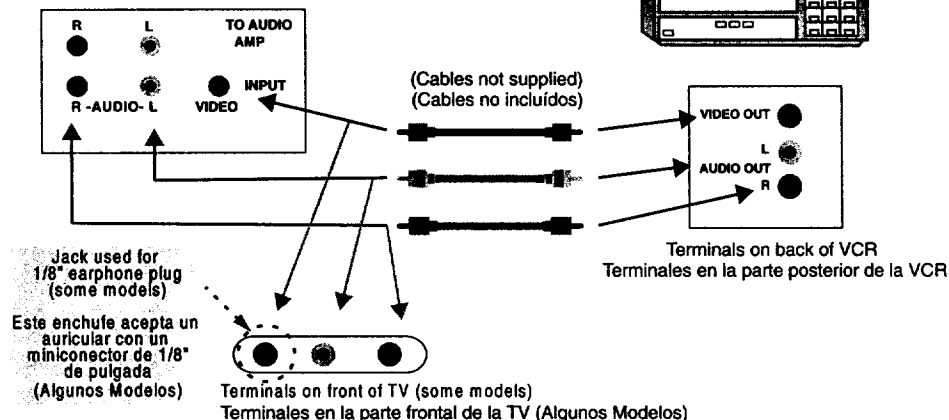 R L TO AUDIO
AMP
INPUT
R -AUDIO- L VIDEO
(Cables not supplied)
(Cables no incluídos)
VIDEO OUT
L
AUDIO OUT
R
Terminals on back of VCR
Terminales en la parte posterior de la VCR
Jack used for
1/8" earphone plug
(some models)
Este enchufe acepta un
auricular con un
miniconector de 1/8"
de pulgada
(Algunos Modelos)
Terminals on front of TV (some models)
Terminales en la parte frontal de la TV (Algunos Modelos)